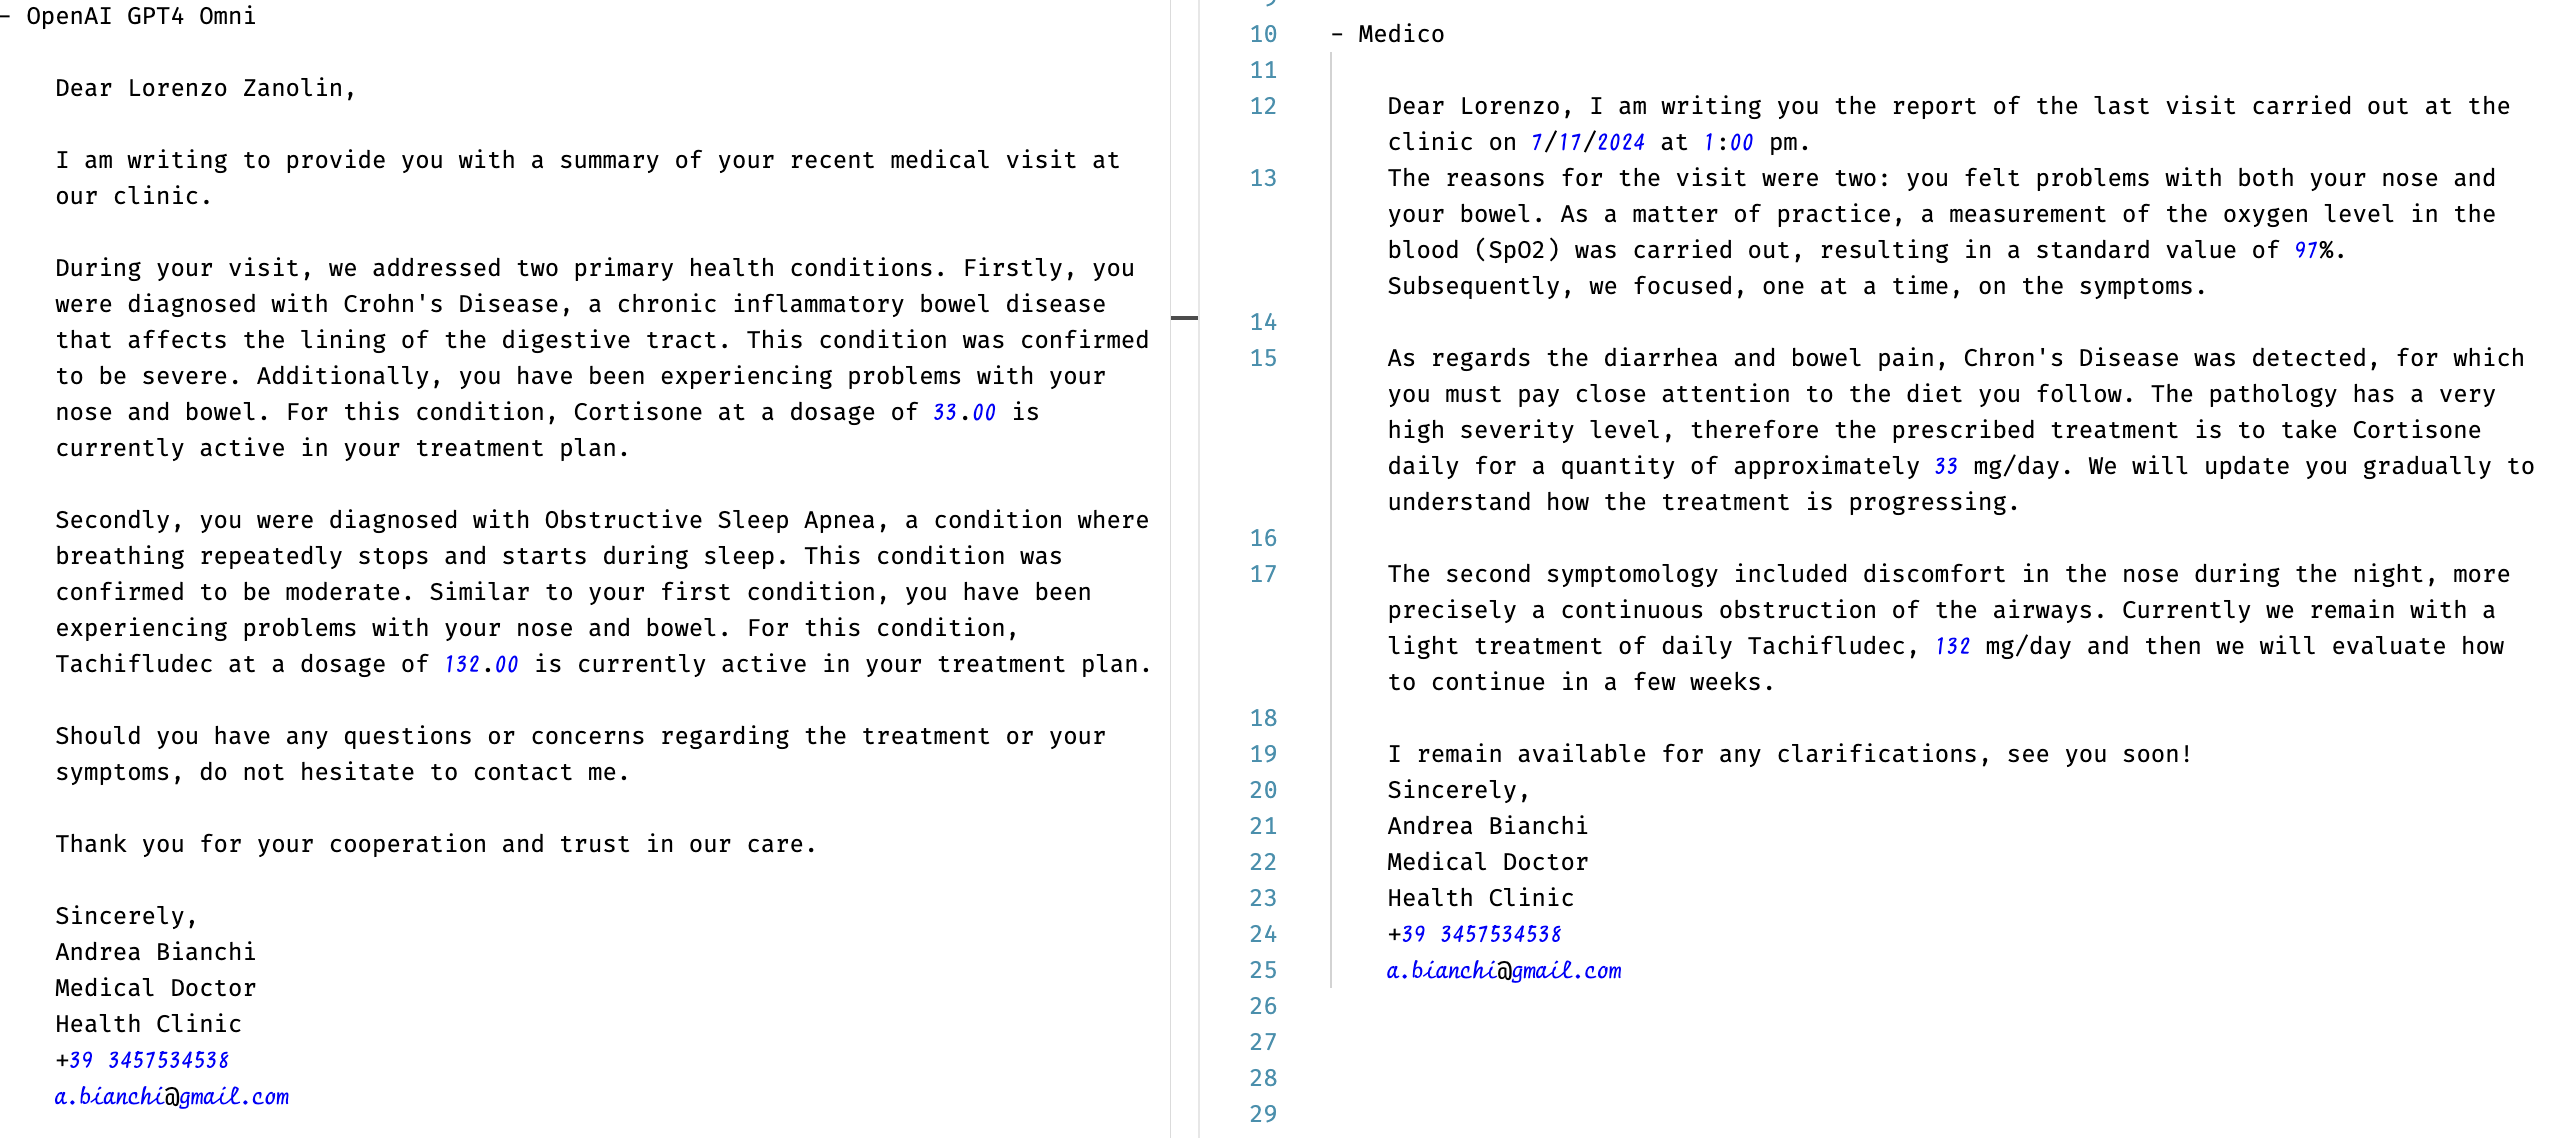 - OpenAI GPT4 Omni
Dear Lorenzo Zanolin,
I am writing to provide you with a summary of your recent medical visit at
our clinic.
During your visit, we addressed two primary health conditions. Firstly, you
were diagnosed with Crohn's Disease, a chronic inflammatory bowel disease
that affects the lining of the digestive tract. This condition was confirmed
to be severe. Additionally, you have been experiencing problems with your
nose and bowel. For this condition, Cortisone at a dosage of 33.00 is
currently active in your treatment plan.
Secondly, you were diagnosed with Obstructive Sleep Apnea, a condition where
breathing repeatedly stops and starts during sleep. This condition was
confirmed to be moderate. Similar to your first condition, you have been
experiencing problems with your nose and bowel. For this condition,
Tachifludec at a dosage of 132.00 is currently active in your treatment plan.
Should you have any questions or concerns regarding the treatment or your
symptoms, do not hesitate to contact me.
Thank you for your cooperation and trust in our care.
Sincerely,
Andrea Bianchi
Medical Doctor
Health Clinic
+39 3457534538
a.bianchi@gmail.com
9
10 - Medico
11
12 Dear Lorenzo, I am writing you the report of the last visit carried out at the
clinic on 7/17/2024 at 1:00 pm.
13 The reasons for the visit were two: you felt problems with both your nose and
your bowel. As a matter of practice, a measurement of the oxygen level in the
blood (SpO2) was carried out, resulting in a standard value of 97%.
Subsequently, we focused, one at a time, on the symptoms.
14
15 As regards the diarrhea and bowel pain, Chron's Disease was detected, for which
you must pay close attention to the diet you follow. The pathology has a very
high severity level, therefore the prescribed treatment is to take Cortisone
daily for a quantity of approximately 33 mg/day. We will update you gradually to
understand how the treatment is progressing.
16
17 The second symptomology included discomfort in the nose during the night, more
precisely a continuous obstruction of the airways. Currently we remain with a
light treatment of daily Tachifludec, 132 mg/day and then we will evaluate how
to continue in a few weeks.
18
19 I remain available for any clarifications, see you soon!
20 Sincerely,
21 Andrea Bianchi
22 Medical Doctor
23 Health Clinic
24 +39 3457534538
25 a.bianchi@gmail.com
26
27
28
29